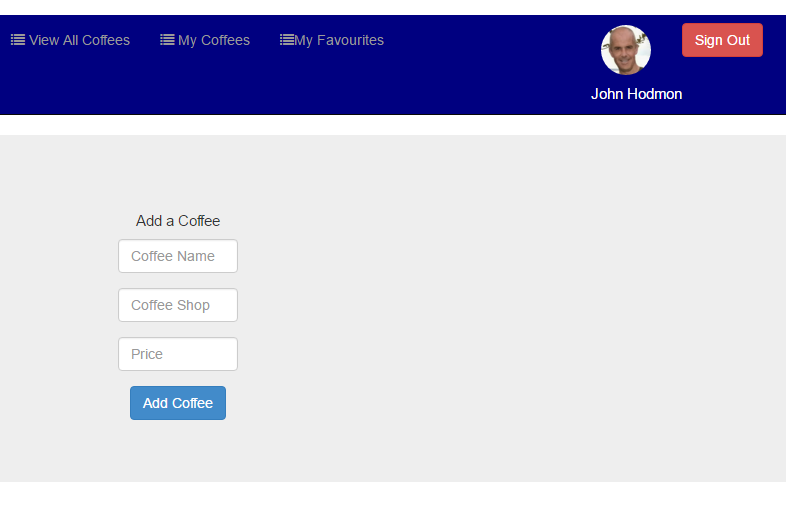 View All Coffees My Coffees My Favourites Sign Out
John Hodmon
Add a Coffee
Coffee Name
Coffee Shop
Price
Add Coffee